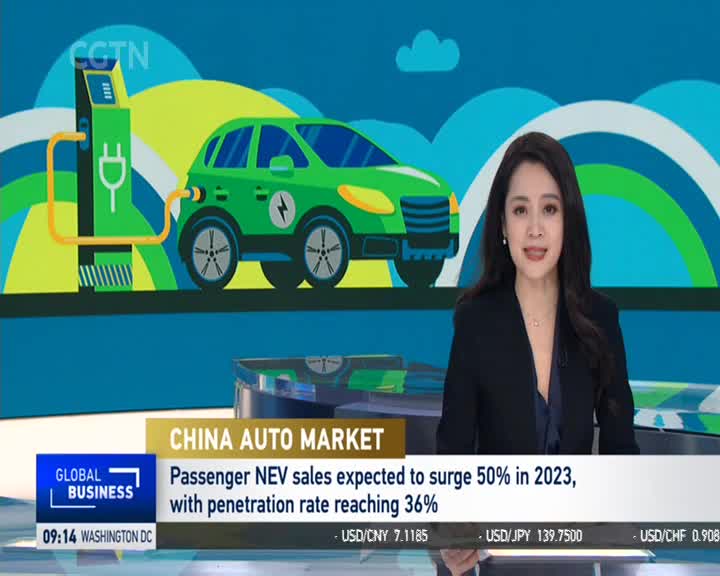 CGTN
CHINA AUTO MARKET
GLOBAL
BUSINESS
Passenger NEV sales expected to surge 50% in 2023,
with penetration rate reaching 36%
09:14 WASHINGTON DC
- USD/CNY 7.1185 - USD/JPY 139.7500 - USD/CHF 0.908